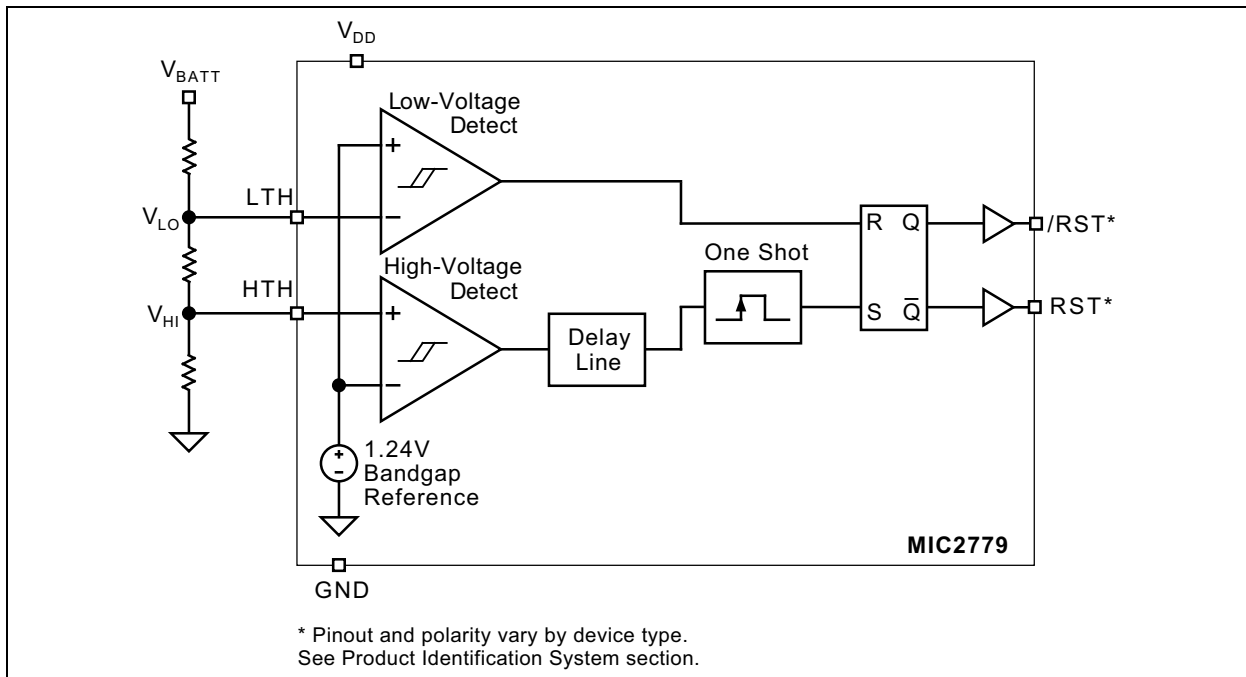 V_DD
V_BATT
Low-Voltage
Detect
+
LTH
−
V_LO
R Q
/RST*
High-Voltage
Detect
One Shot
HTH
+
V_HI
S Q̅
RST*
Delay
Line
−
1.24V
Bandgap
Reference
+
−
MIC2779
GND
* Pinout and polarity vary by device type.
See Product Identification System section.